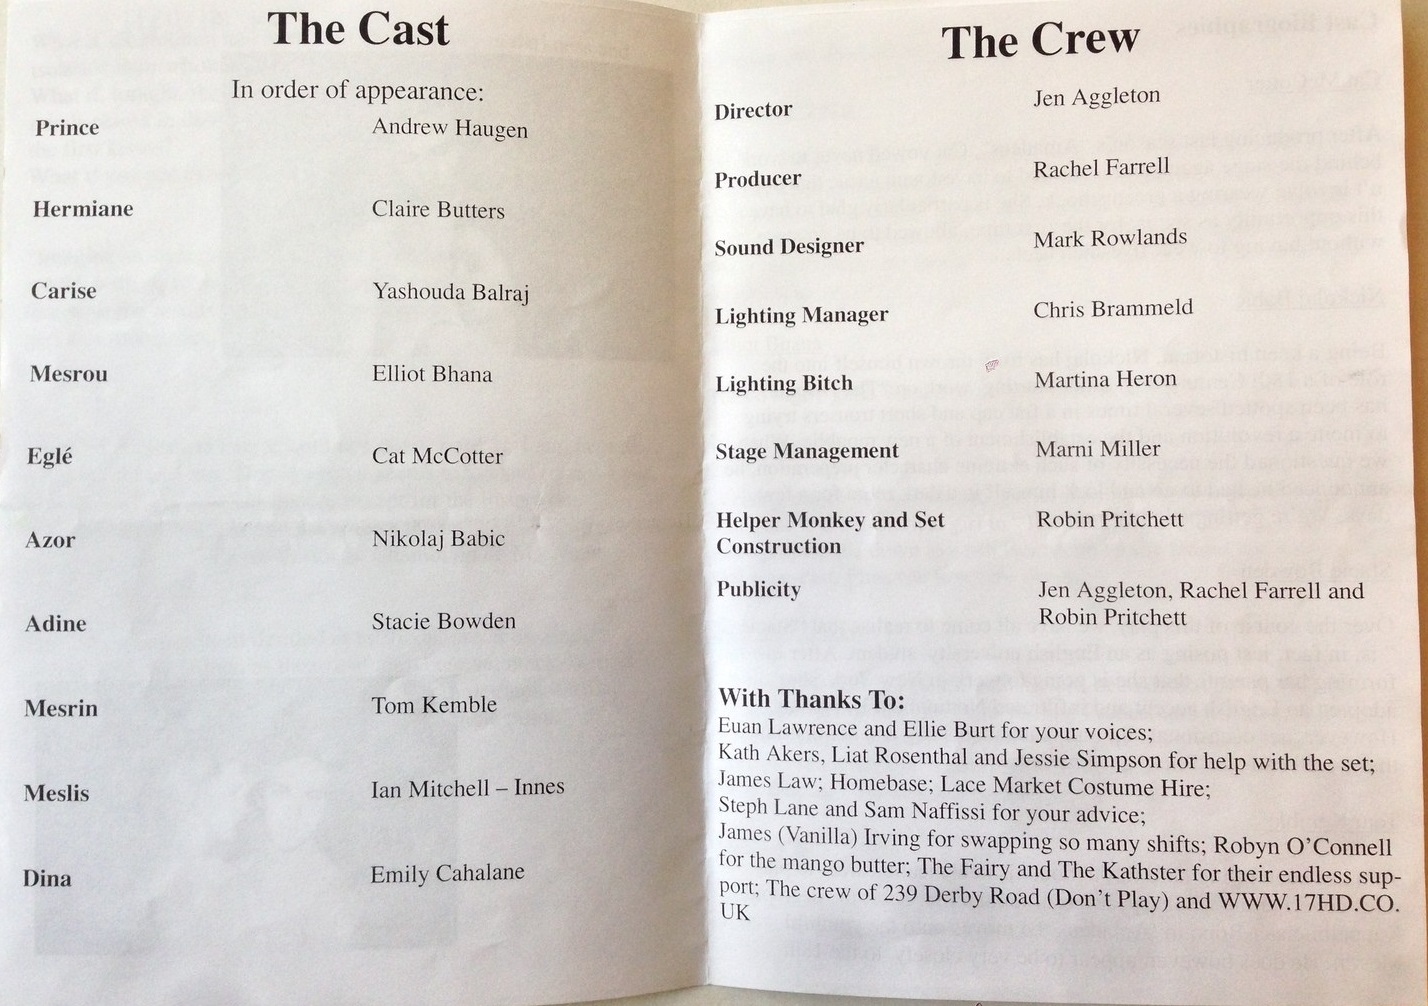 The Cast
In order of appearance:
Prince Andrew Haugen
Hermiane Claire Butters
Carise Yashouda Balraj
Mesrou Elliot Bhana
Eglé Cat McCotter
Azor Nikolaj Babic
Adine Stacie Bowden
Mesrin Tom Kemble
Meslis Ian Mitchell – Innes
Dina Emily Cahalane
The Crew
Director Jen Aggleton
Producer Rachel Farrell
Sound Designer Mark Rowlands
Lighting Manager Chris Brammeld
Lighting Bitch Martina Heron
Stage Management Marni Miller
Helper Monkey and Set Robin Pritchett
Construction
Publicity Jen Aggleton, Rachel Farrell and
Robin Pritchett
With Thanks To:
Euan Lawrence and Ellie Burt for your voices;
Kath Akers, Liat Rosenthal and Jessie Simpson for help with the set;
James Law; Homebase; Lace Market Costume Hire;
Steph Lane and Sam Naffissi for your advice;
James (Vanilla) Irving for swapping so many shifts; Robyn O'Connell
for the mango butter; The Fairy and The Kathster for their endless sup-
port; The crew of 239 Derby Road (Don't Play) and WWW.17HD.CO.
UK